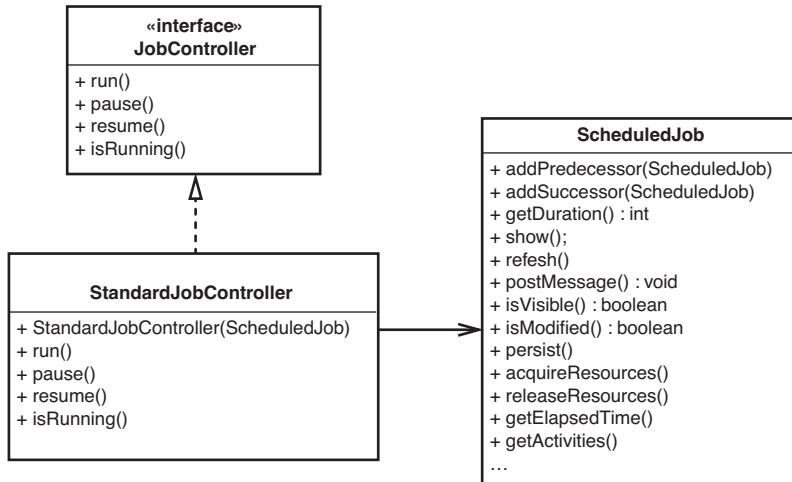 «interface»
JobController
+ run()
+ pause()
+ resume()
+ isRunning()
StandardJobController
+ StandardJobController(ScheduledJob)
+ run()
+ pause()
+ resume()
+ isRunning()
ScheduledJob
+ addPredecessor(ScheduledJob)
+ addSuccessor(ScheduledJob)
+ getDuration() : int
+ show();
+ refesh()
+ postMessage() : void
+ isVisible() : boolean
+ isModified() : boolean
+ persist()
+ acquireResources()
+ releaseResources()
+ getElapsedTime()
+ getActivities()
...